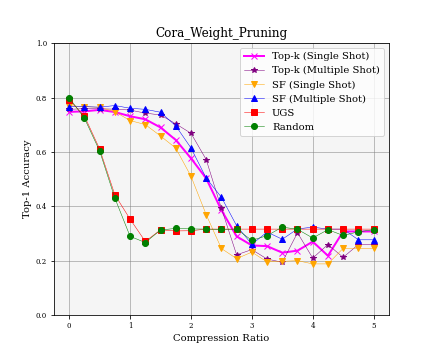 Cora_Weight_Pruning
Top-k (Single Shot)
Top-k (Multiple Shot)
SF (Single Shot)
SF (Multiple Shot)
UGS
Random
Top-1 Accuracy
1.0
0.8
0.6
0.4
0.2
0.0
0 1 2 3 4 5
Compression Ratio